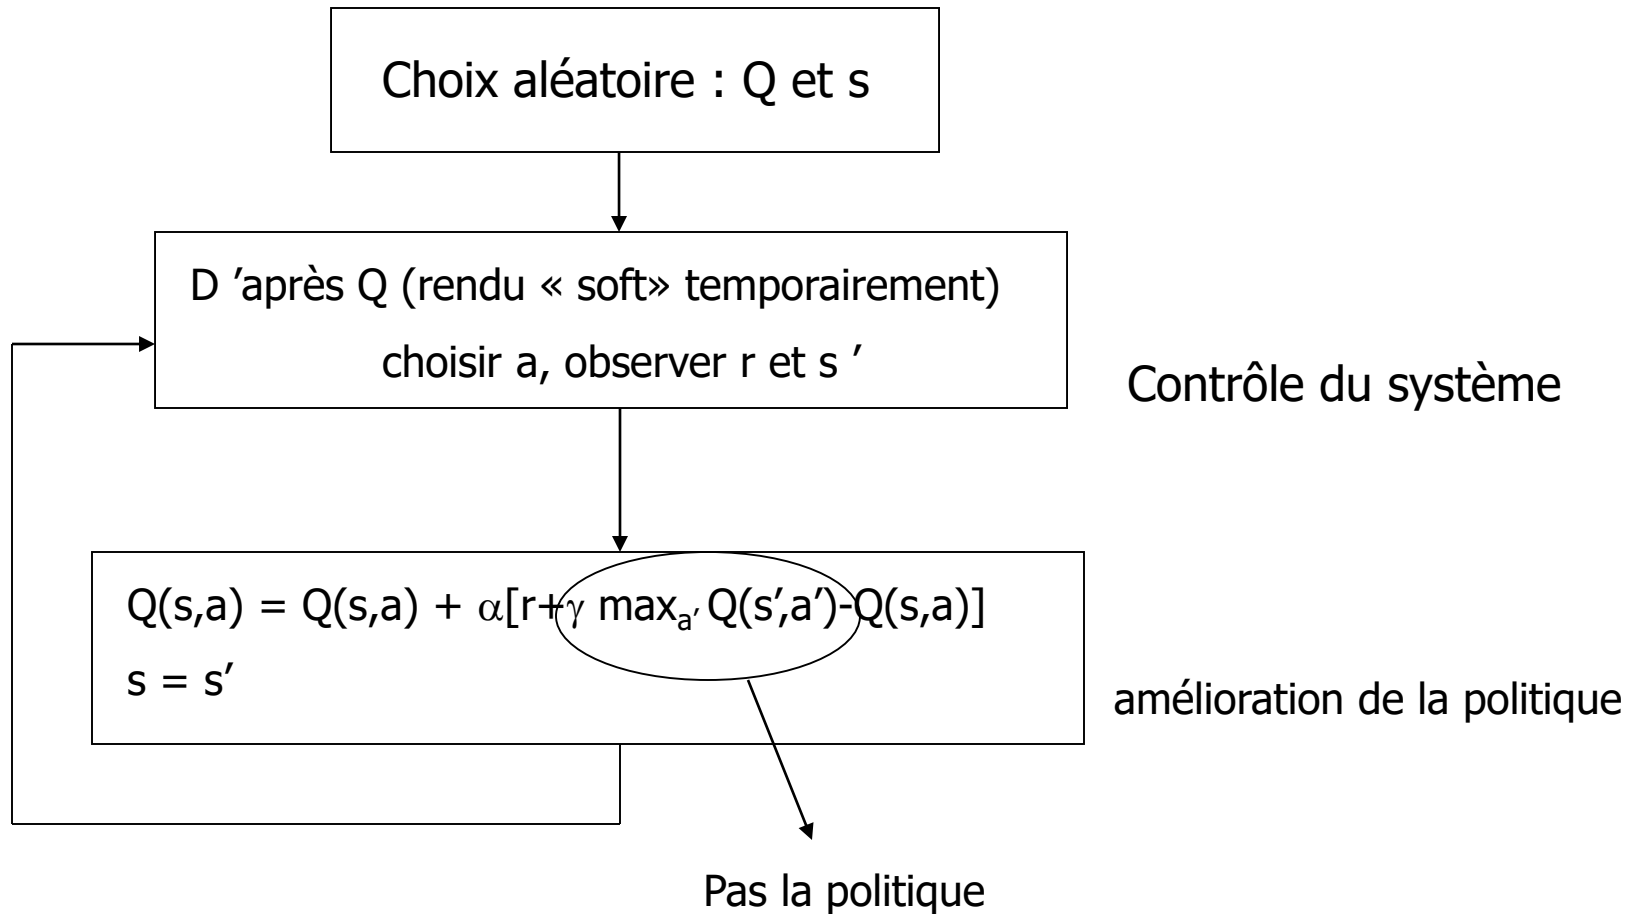 Choix aléatoire : Q et s
D ’après Q (rendu « soft» temporairement)
choisir a, observer r et s ’
Contrôle du système
Q(s,a) = Q(s,a) + α[r+γ maxₐ′ Q(s′,a′)-Q(s,a)]
s = s′
amélioration de la politique
Pas la politique